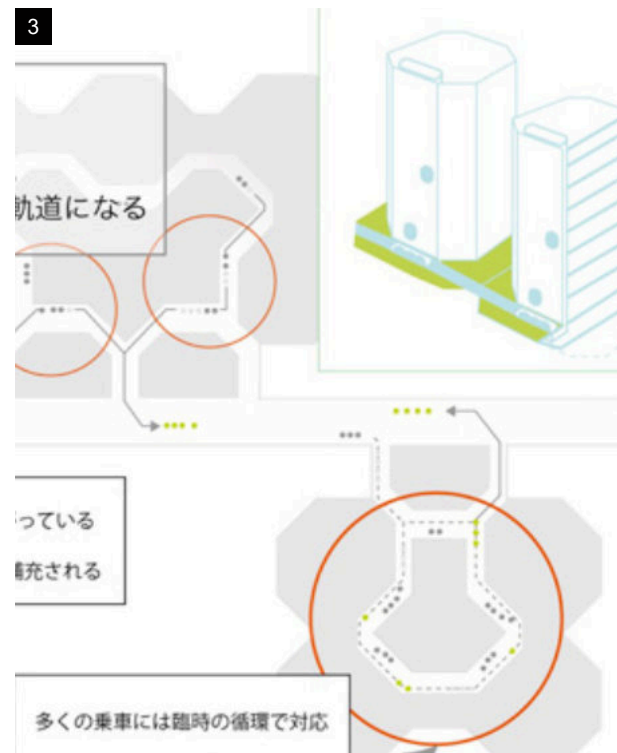 3
軌道になる
っている
補充される
多くの乗車には臨時の循環で対応